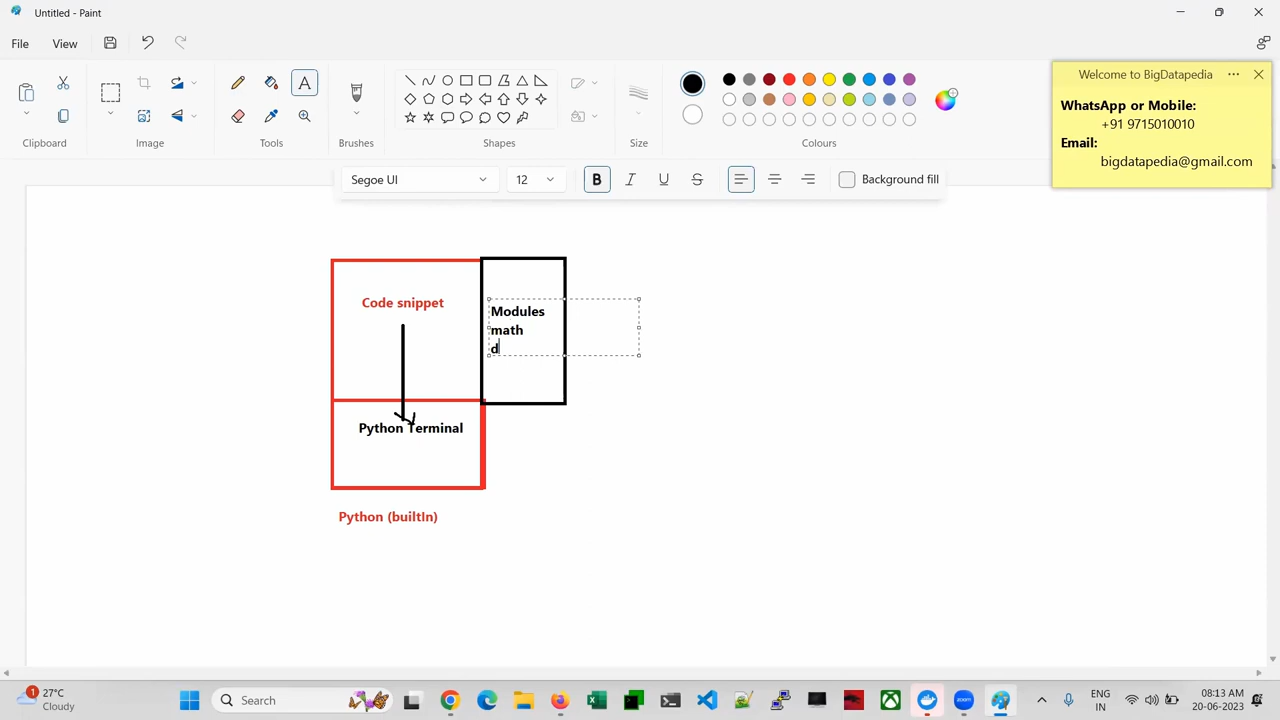 Untitled - Paint
File
View
Welcome to BigDatapedia
WhatsApp or Mobile:
+91 9715010010
Email:
bigdatapedia@gmail.com
Clipboard
Image
Tools
Brushes
Shapes
Size
Colours
Segoe UI
12
B
Background fill
Code snippet
Modules
math
d
Python Terminal
Python (builtIn)
1
27°C
Cloudy
Search
ENG
IN
08:13 AM
20-06-2023